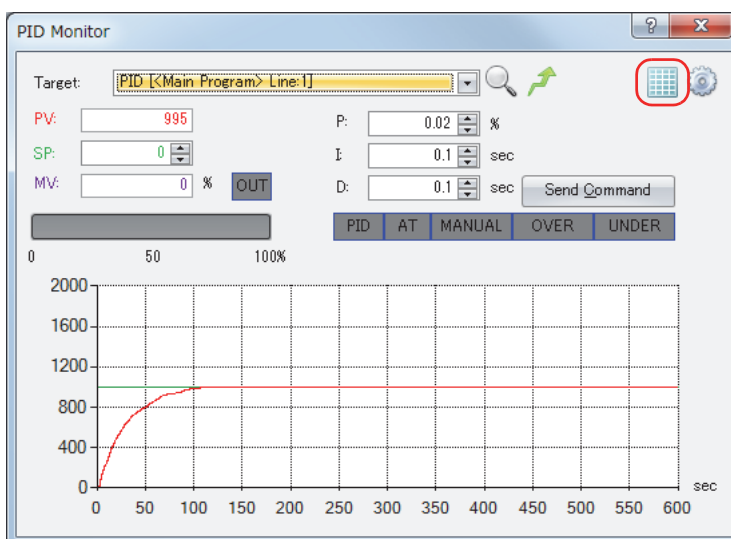 PID Monitor
?
X
Target: PID [<Main Program> Line:1]
PV: 995
P: 0.02 %
SP: 0
I: 0.1 sec
MV: 0 % OUT
D: 0.1 sec Send Command
PID AT MANUAL OVER UNDER
0 50 100%
2000
1600
1200
800
400
0
sec
0 50 100 150 200 250 300 350 400 450 500 550 600